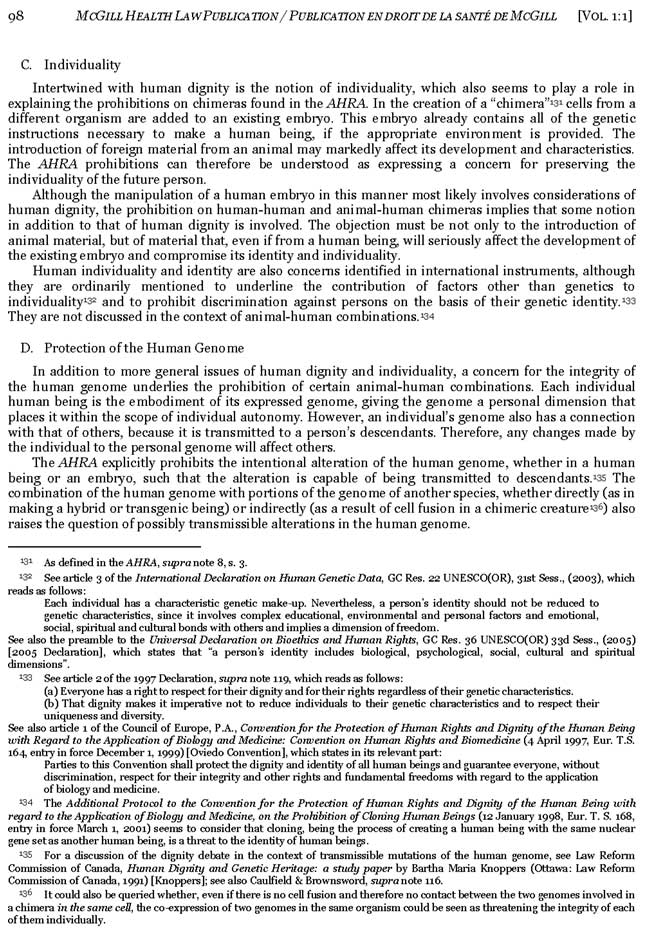 98 MCGILL HEALTH LAW PUBLICATION / PUBLICATION EN DROIT DE LA SANTÉ DE MCGILL [VOL. 1:1]
C. Individuality
Intertwined with human dignity is the notion of individuality, which also seems to play a role in
explaining the prohibitions on chimeras found in the AHRA. In the creation of a “chimera”131 cells from a
different organism are added to an existing embryo. This embryo already contains all of the genetic
instructions necessary to make a human being, if the appropriate environment is provided. The
introduction of foreign material from an animal may markedly affect its development and characteristics.
The AHRA prohibitions can therefore be understood as expressing a concern for preserving the
individuality of the future person.
Although the manipulation of a human embryo in this manner most likely involves considerations of
human dignity, the prohibition on human-human and animal-human chimeras implies that some notion
in addition to that of human dignity is involved. The objection must be not only to the introduction of
animal material, but of material that, even if from a human being, will seriously affect the development of
the existing embryo and compromise its identity and individuality.
Human individuality and identity are also concerns identified in international instruments, although
they are ordinarily mentioned to underline the contribution of factors other than genetics to
individuality132 and to prohibit discrimination against persons on the basis of their genetic identity.133
They are not discussed in the context of animal-human combinations.134
D. Protection of the Human Genome
In addition to more general issues of human dignity and individuality, a concern for the integrity of
the human genome underlies the prohibition of certain animal-human combinations. Each individual
human being is the embodiment of its expressed genome, giving the genome a personal dimension that
places it within the scope of individual autonomy. However, an individual’s genome also has a connection
with that of others, because it is transmitted to a person’s descendants. Therefore, any changes made by
the individual to the personal genome will affect others.
The AHRA explicitly prohibits the intentional alteration of the human genome, whether in a human
being or an embryo, such that the alteration is capable of being transmitted to descendants.135 The
combination of the human genome with portions of the genome of another species, whether directly (as in
making a hybrid or transgenic being) or indirectly (as a result of cell fusion in a chimeric creature136) also
raises the question of possibly transmissible alterations in the human genome.
131 As defined in the AHRA, supra note 8, s. 3.
132 See article 3 of the International Declaration on Human Genetic Data, GC Res. 22 UNESCO(OR), 31st Sess., (2003), which
reads as follows:
Each individual has a characteristic genetic make-up. Nevertheless, a person’s identity should not be reduced to
genetic characteristics, since it involves complex educational, environmental and personal factors and emotional,
social, spiritual and cultural bonds with others and implies a dimension of freedom.
See also the preamble to the Universal Declaration on Bioethics and Human Rights, GC Res. 36 UNESCO(OR) 33d Sess., (2005)
[2005 Declaration], which states that “a person’s identity includes biological, psychological, social, cultural and spiritual
dimensions”.
133 See article 2 of the 1997 Declaration, supra note 119, which reads as follows:
(a) Everyone has a right to respect for their dignity and for their rights regardless of their genetic characteristics.
(b) That dignity makes it imperative not to reduce individuals to their genetic characteristics and to respect their
uniqueness and diversity.
See also article 1 of the Council of Europe, P.A., Convention for the Protection of Human Rights and Dignity of the Human Being
with Regard to the Application of Biology and Medicine: Convention on Human Rights and Biomedicine (4 April 1997, Eur. T.S.
164, entry in force December 1, 1999) [Oviedo Convention], which states in its relevant part:
Parties to this Convention shall protect the dignity and identity of all human beings and guarantee everyone, without
discrimination, respect for their integrity and other rights and fundamental freedoms with regard to the application
of biology and medicine.
134 The Additional Protocol to the Convention for the Protection of Human Rights and Dignity of the Human Being with
regard to the Application of Biology and Medicine, on the Prohibition of Cloning Human Beings (12 January 1998, Eur. T. S. 168,
entry in force March 1, 2001) seems to consider that cloning, being the process of creating a human being with the same nuclear
gene set as another human being, is a threat to the identity of human beings.
135 For a discussion of the dignity debate in the context of transmissible mutations of the human genome, see Law Reform
Commission of Canada, Human Dignity and Genetic Heritage: a study paper by Bartha Maria Knoppers (Ottawa: Law Reform
Commission of Canada, 1991) [Knoppers]; see also Caulfield & Brownsword, supra note 116.
136 It could also be queried whether, even if there is no cell fusion and therefore no contact between the two genomes involved in
a chimera in the same cell, the co-expression of two genomes in the same organism could be seen as threatening the integrity of each
of them individually.